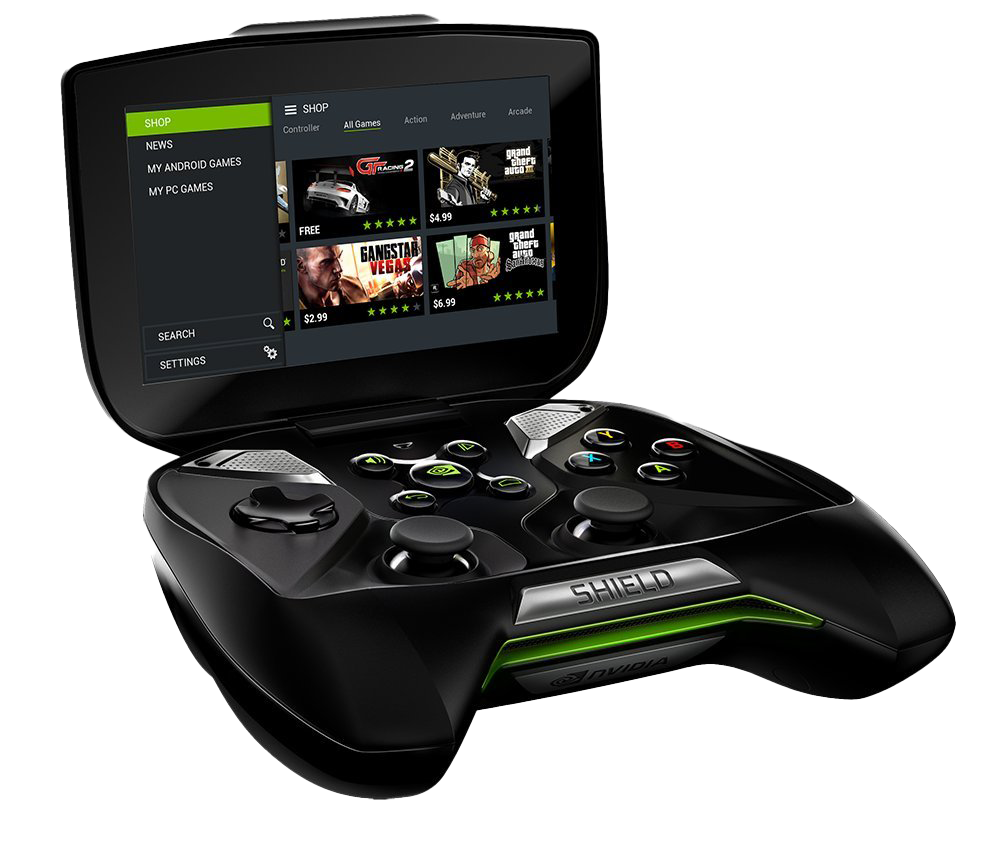 SHOP
NEWS
MY ANDROID GAMES
MY PC GAMES
SEARCH
SETTINGS
SHOP
Controller All Games Action Adventure Arcade
GT RACING 2
FREE
grand theft auto III
$4.99
GANGSTAR VEGAS
$2.99
grand theft auto San Andreas
$6.99
Y
B
X
A
SHIELD
NVIDIA